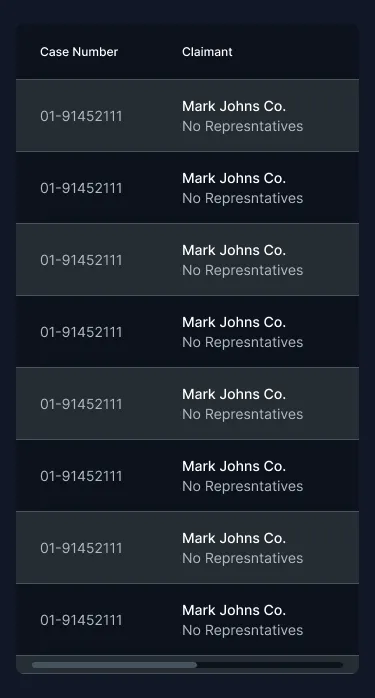 Case Number Claimant
Mark Johns Co.
01-91452111
No Represntatives
Mark Johns Co.
01-91452111
No Represntatives
Mark Johns Co.
01-91452111
No Represntatives
Mark Johns Co.
01-91452111
No Represntatives
Mark Johns Co.
01-91452111
No Represntatives
Mark Johns Co.
01-91452111
No Represntatives
Mark Johns Co.
01-91452111
No Represntatives
Mark Johns Co.
01-91452111
No Represntatives